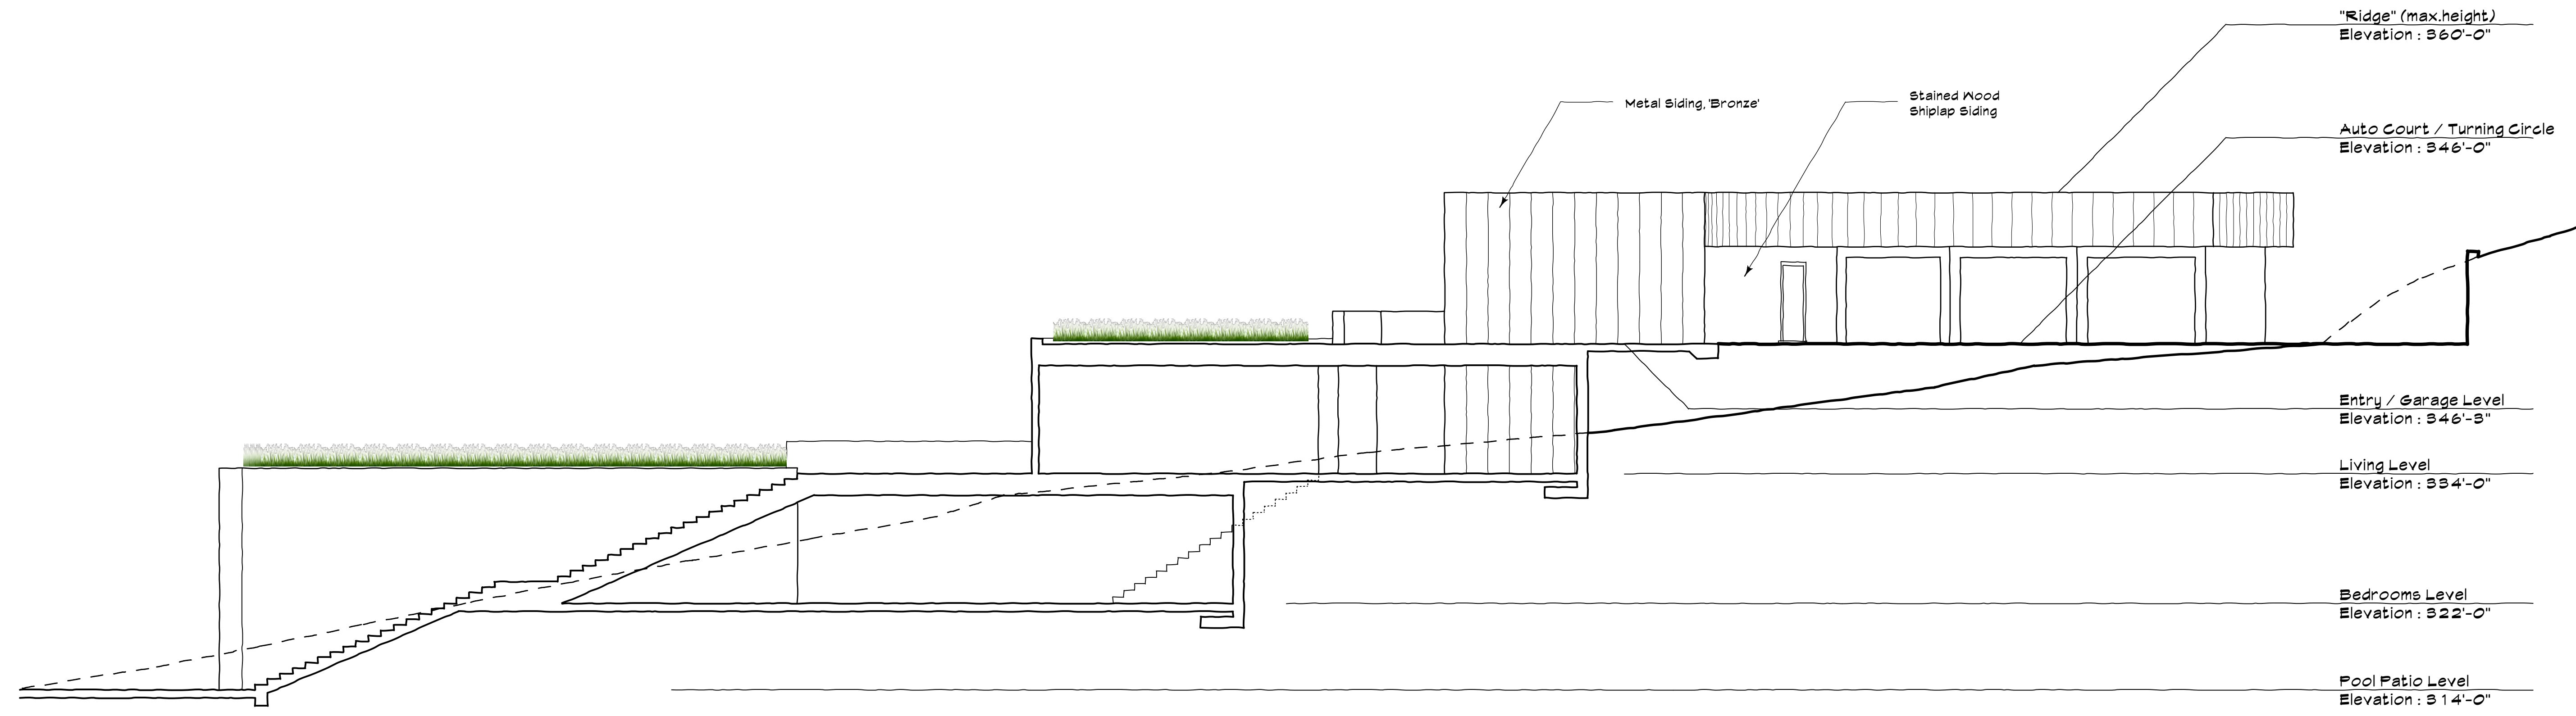 "Ridge" (max.height)
Elevation : 360'-0"
Metal Siding, 'Bronze'
Stained Wood
Shiplap Siding
Auto Court / Turning Circle
Elevation : 346'-0"
Entry / Garage Level
Elevation : 346'-3"
Living Level
Elevation : 334'-0"
Bedrooms Level
Elevation : 322'-0"
Pool Patio Level
Elevation : 314'-0"